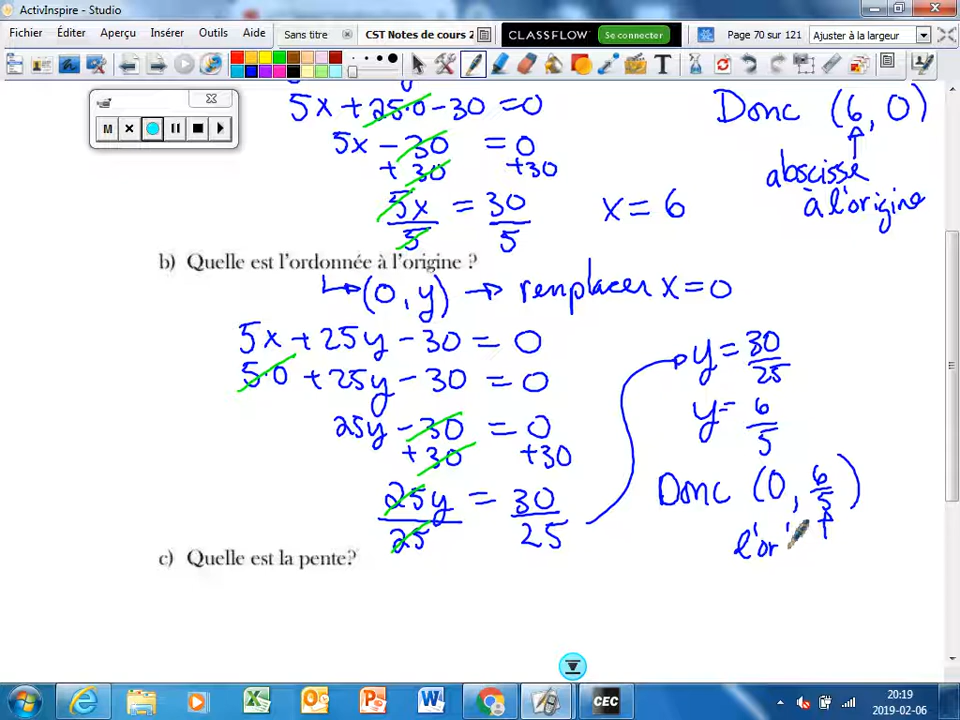 ActivInspire - Studio
Fichier Éditer Aperçu Insérer Outils Aide Sans titre CST Notes de cours 2 CLASSFLOW Se connecter Page 70 sur 121 Ajuster à la largeur
M
5x + 25·0 - 30 = 0
Donc (6, 0)
5x - 30 = 0
+ 30 +30
abscisse
à l'origine
5x/5 = 30/5 x = 6
b) Quelle est l'ordonnée à l'origine ?
↳ (0, y) → remplacer x = 0
5x + 25y - 30 = 0
5·0 + 25y - 30 = 0
25y - 30 = 0
+ 30 +30
25y/25 = 30/25
y = 30/25
y = 6/5
Donc (0, 6/5)
l'or'
c) Quelle est la pente?
CEC
20:19
2019-02-06